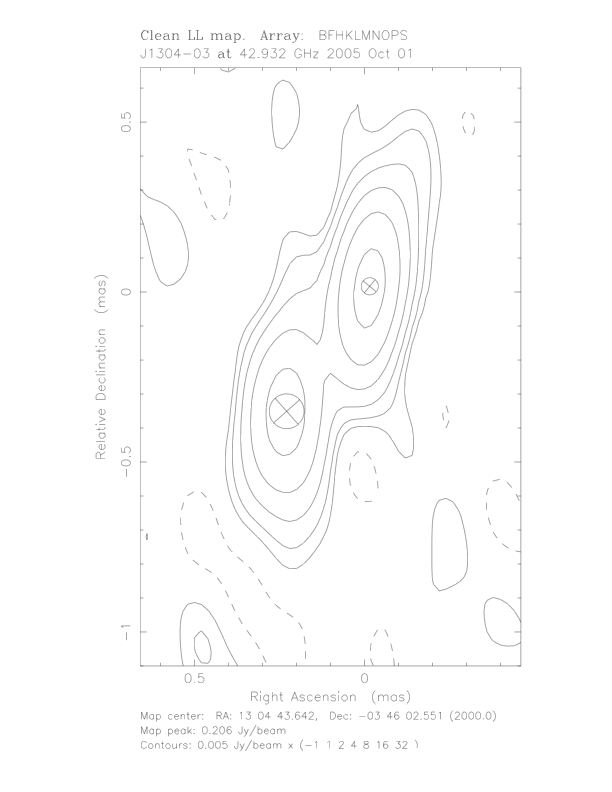 Clean LL map. Array: BFHKLMNOPS
J1304-03 at 42.932 GHz 2005 Oct 01
0.5
0
-0.5
-1
Relative Declination (mas)
0.5 0
Right Ascension (mas)
Map center: RA: 13 04 43.642, Dec: -03 46 02.551 (2000.0)
Map peak: 0.206 Jy/beam
Contours: 0.005 Jy/beam x (-1 1 2 4 8 16 32 )